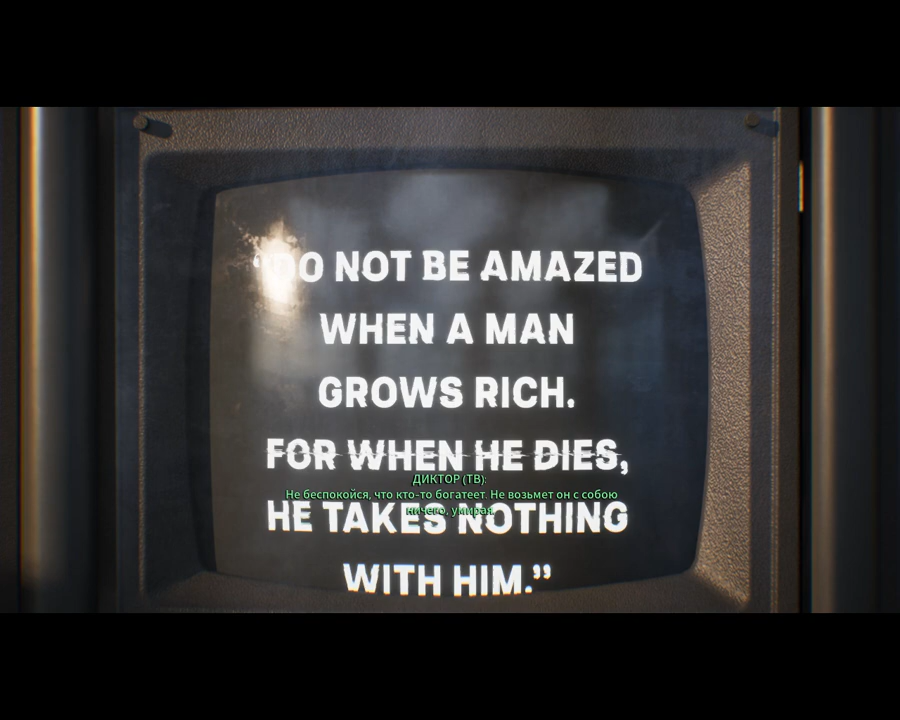 “DO NOT BE AMAZED
WHEN A MAN
GROWS RICH.
FOR WHEN HE DIES,
ДИКТОР (ТВ):
Не беспокойся, что кто-то богатеет. Не возьмет он с собою
ничего, умирая.
HE TAKES NOTHING
WITH HIM.”